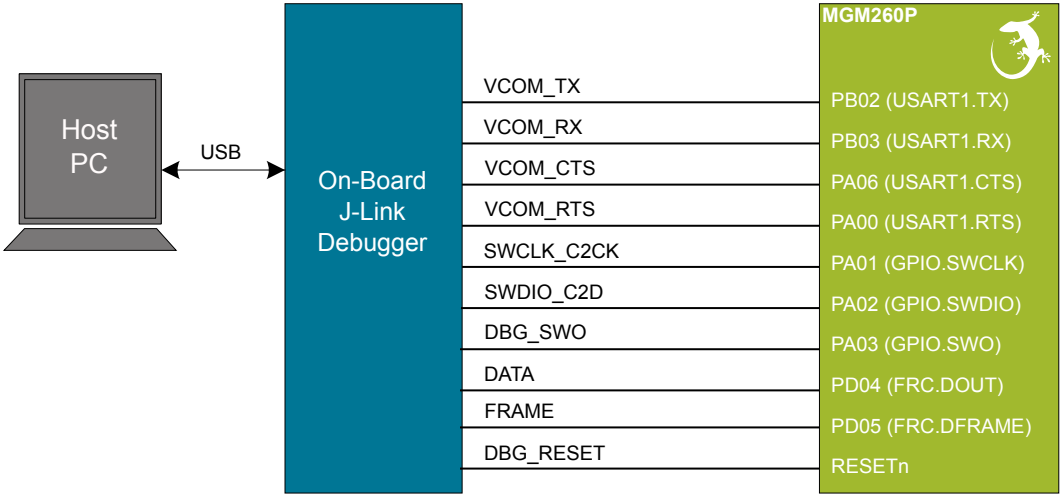 MGM260P
Host
PC
USB
On-Board
J-Link
Debugger
VCOM_TX
PB02 (USART1.TX)
VCOM_RX
PB03 (USART1.RX)
VCOM_CTS
PA06 (USART1.CTS)
VCOM_RTS
PA00 (USART1.RTS)
SWCLK_C2CK
PA01 (GPIO.SWCLK)
SWDIO_C2D
PA02 (GPIO.SWDIO)
DBG_SWO
PA03 (GPIO.SWO)
DATA
PD04 (FRC.DOUT)
FRAME
PD05 (FRC.DFRAME)
DBG_RESET
RESETn